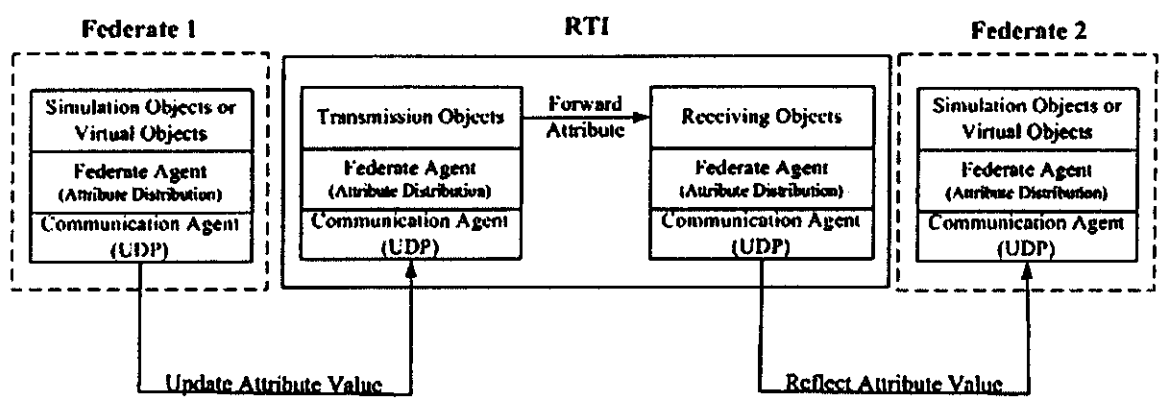 Federate 1
RTI
Federate 2
Simulation Objects or
Virtual Objects
Federate Agent
(Attribute Distribution)
Communication Agent
(UDP)
Transmission Objects
Federate Agent
(Attribute Distribution)
Communication Agent
(UDP)
Forward
Attribute
Receiving Objects
Federate Agent
(Attribute Distribution)
Communication Agent
(UDP)
Simulation Objects or
Virtual Objects
Federate Agent
(Attribute Distribution)
Communication Agent
(UDP)
Update Attribute Value
Reflect Attribute Value